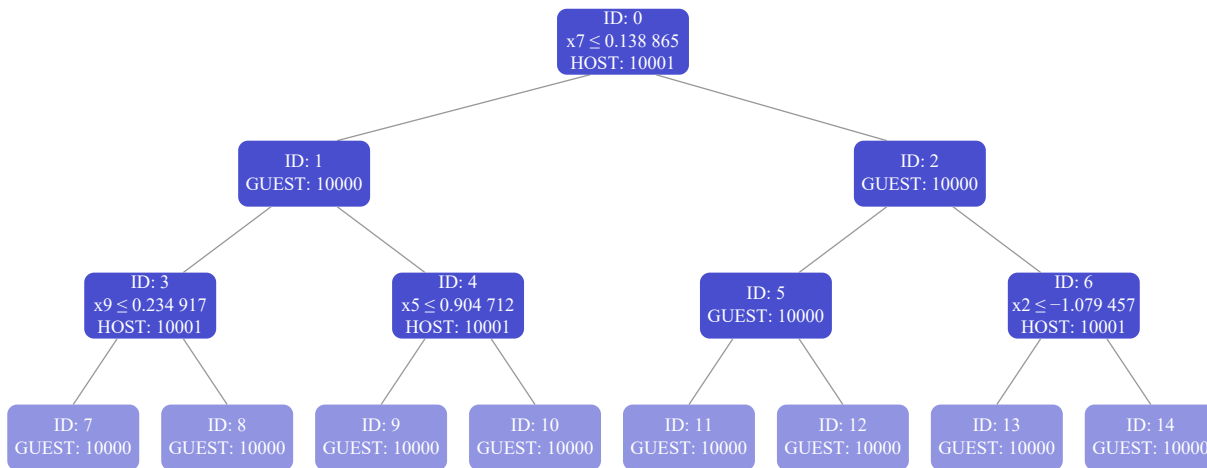 ID: 0
x7 ≤ 0.138 865
HOST: 10001
ID: 1
GUEST: 10000
ID: 2
GUEST: 10000
ID: 3
x9 ≤ 0.234 917
HOST: 10001
ID: 4
x5 ≤ 0.904 712
HOST: 10001
ID: 5
GUEST: 10000
ID: 6
x2 ≤ −1.079 457
HOST: 10001
ID: 7
GUEST: 10000
ID: 8
GUEST: 10000
ID: 9
GUEST: 10000
ID: 10
GUEST: 10000
ID: 11
GUEST: 10000
ID: 12
GUEST: 10000
ID: 13
GUEST: 10000
ID: 14
GUEST: 10000